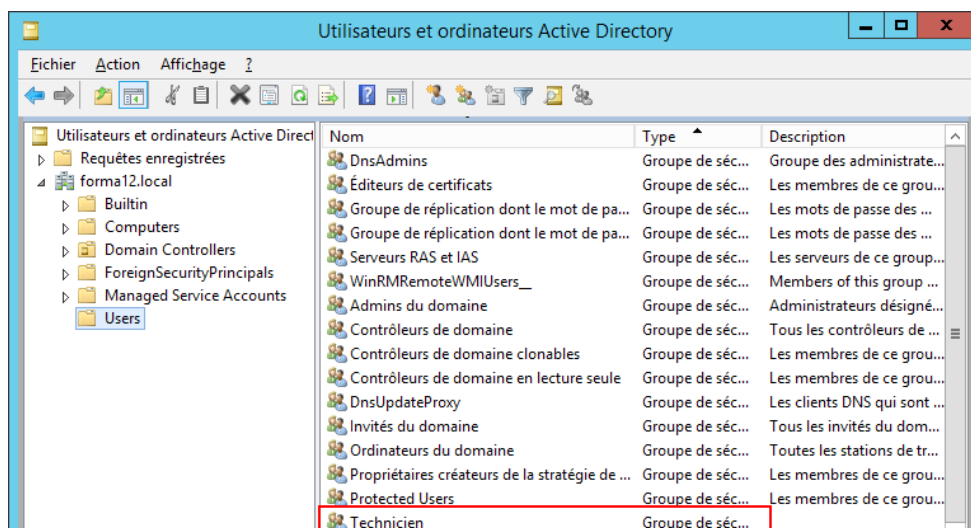 Utilisateurs et ordinateurs Active Directory
Fichier Action Affichage ?
Utilisateurs et ordinateurs Active Direct
Requêtes enregistrées
forma12.local
Builtin
Computers
Domain Controllers
ForeignSecurityPrincipals
Managed Service Accounts
Users
Nom Type Description
DnsAdmins Groupe de séc... Groupe des administrate...
Éditeurs de certificats Groupe de séc... Les membres de ce grou...
Groupe de réplication dont le mot de pa... Groupe de séc... Les mots de passe des ...
Groupe de réplication dont le mot de pa... Groupe de séc... Les mots de passe des ...
Serveurs RAS et IAS Groupe de séc... Les serveurs de ce group...
WinRMRemoteWMIUsers__ Groupe de séc... Members of this group ...
Admins du domaine Groupe de séc... Administrateurs désigné...
Contrôleurs de domaine Groupe de séc... Tous les contrôleurs de ...
Contrôleurs de domaine clonables Groupe de séc... Les membres de ce grou...
Contrôleurs de domaine en lecture seule Groupe de séc... Les membres de ce grou...
DnsUpdateProxy Groupe de séc... Les clients DNS qui sont ...
Invités du domaine Groupe de séc... Tous les invités du dom...
Ordinateurs du domaine Groupe de séc... Toutes les stations de tr...
Propriétaires créateurs de la stratégie de ... Groupe de séc... Les membres de ce grou...
Protected Users Groupe de séc... Les membres de ce grou...
Technicien Groupe de séc...